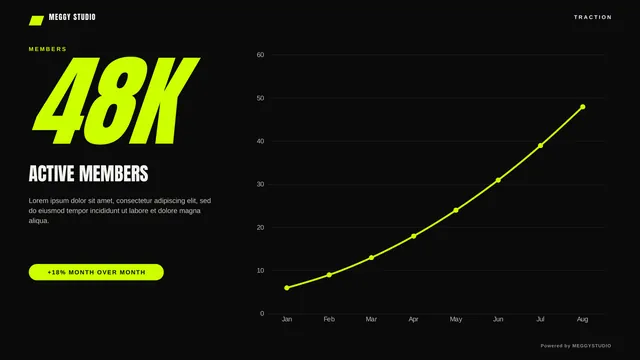 MEGGY STUDIO
TRACTION
MEMBERS
48K
ACTIVE MEMBERS
Lorem ipsum dolor sit amet, consectetur adipiscing elit, sed
do eiusmod tempor incididunt ut labore et dolore magna
aliqua.
+18% MONTH OVER MONTH
60
50
40
30
20
10
0
Jan Feb Mar Apr May Jun Jul Aug
Powered by MEGGYSTUDIO